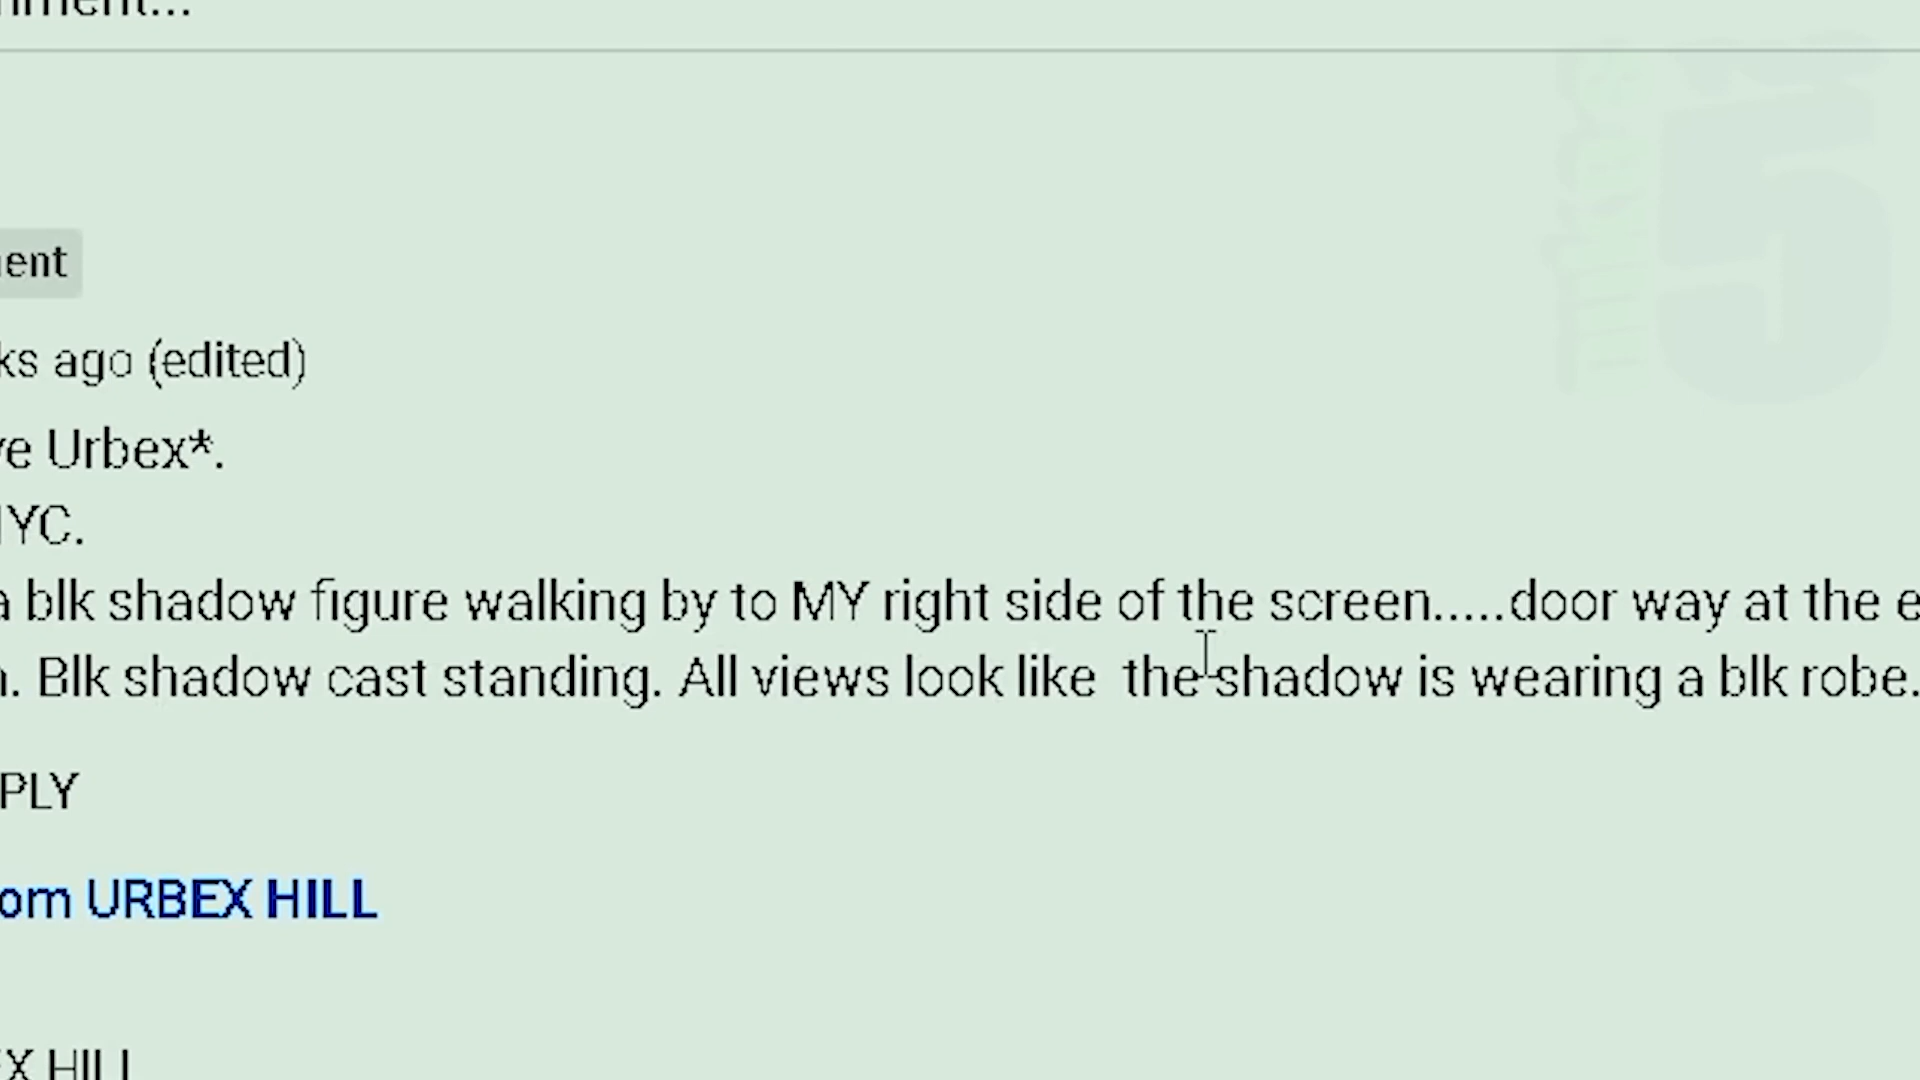 ks ago (edited)
Urbex*.
YC.
a blk shadow figure walking by to MY right side of the screen.....door way at the e
. Blk shadow cast standing. All views look like the shadow is wearing a blk robe.
PLY
om URBEX HILL
X HILL
5